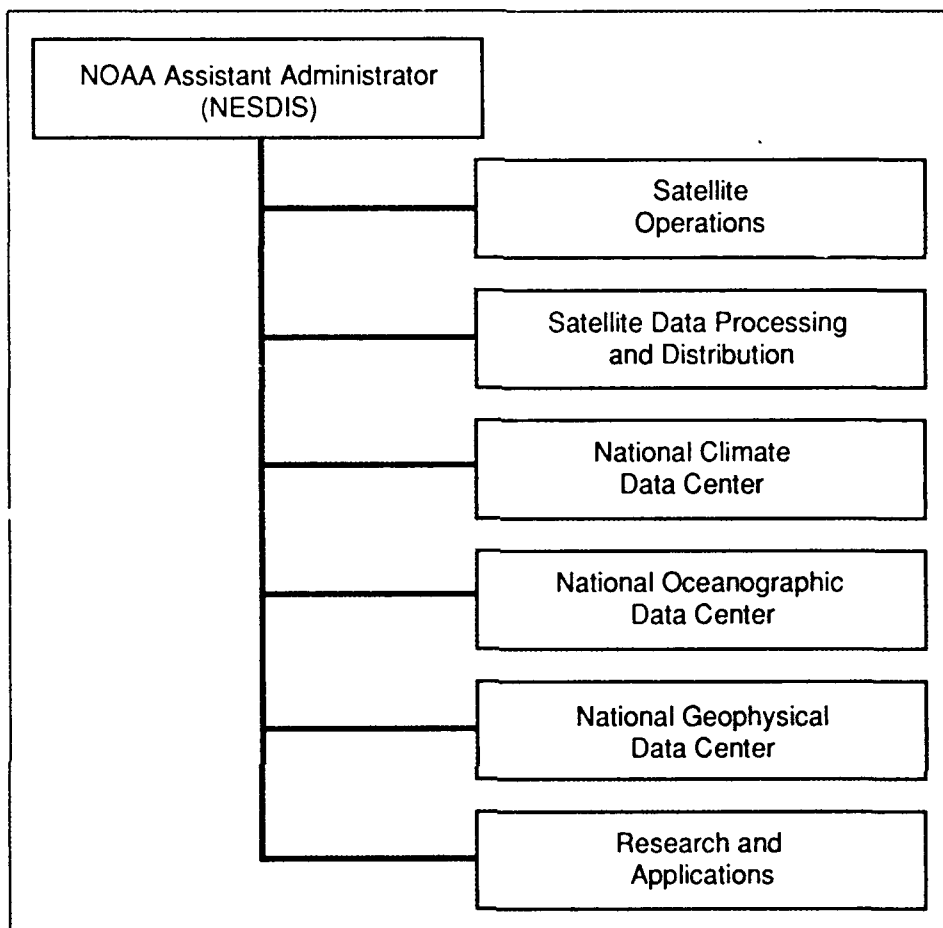 NOAA Assistant Administrator
(NESDIS)
Satellite
Operations
Satellite Data Processing
and Distribution
National Climate
Data Center
National Oceanographic
Data Center
National Geophysical
Data Center
Research and
Applications